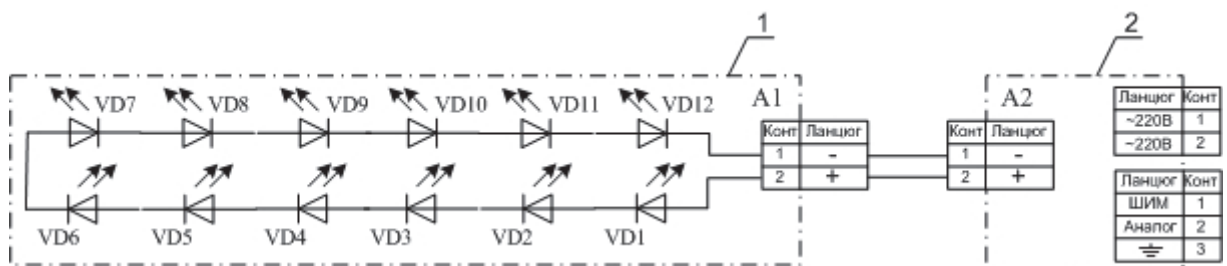 1
2
VD7 VD8 VD9 VD10 VD11 VD12
A1
Конт Ланцюг
1 -
2 +
VD6 VD5 VD4 VD3 VD2 VD1
A2
Конт Ланцюг
1 -
2 +
Ланцюг Конт
~220В 1
~220В 2
Ланцюг Конт
ШИМ 1
Аналог 2
3